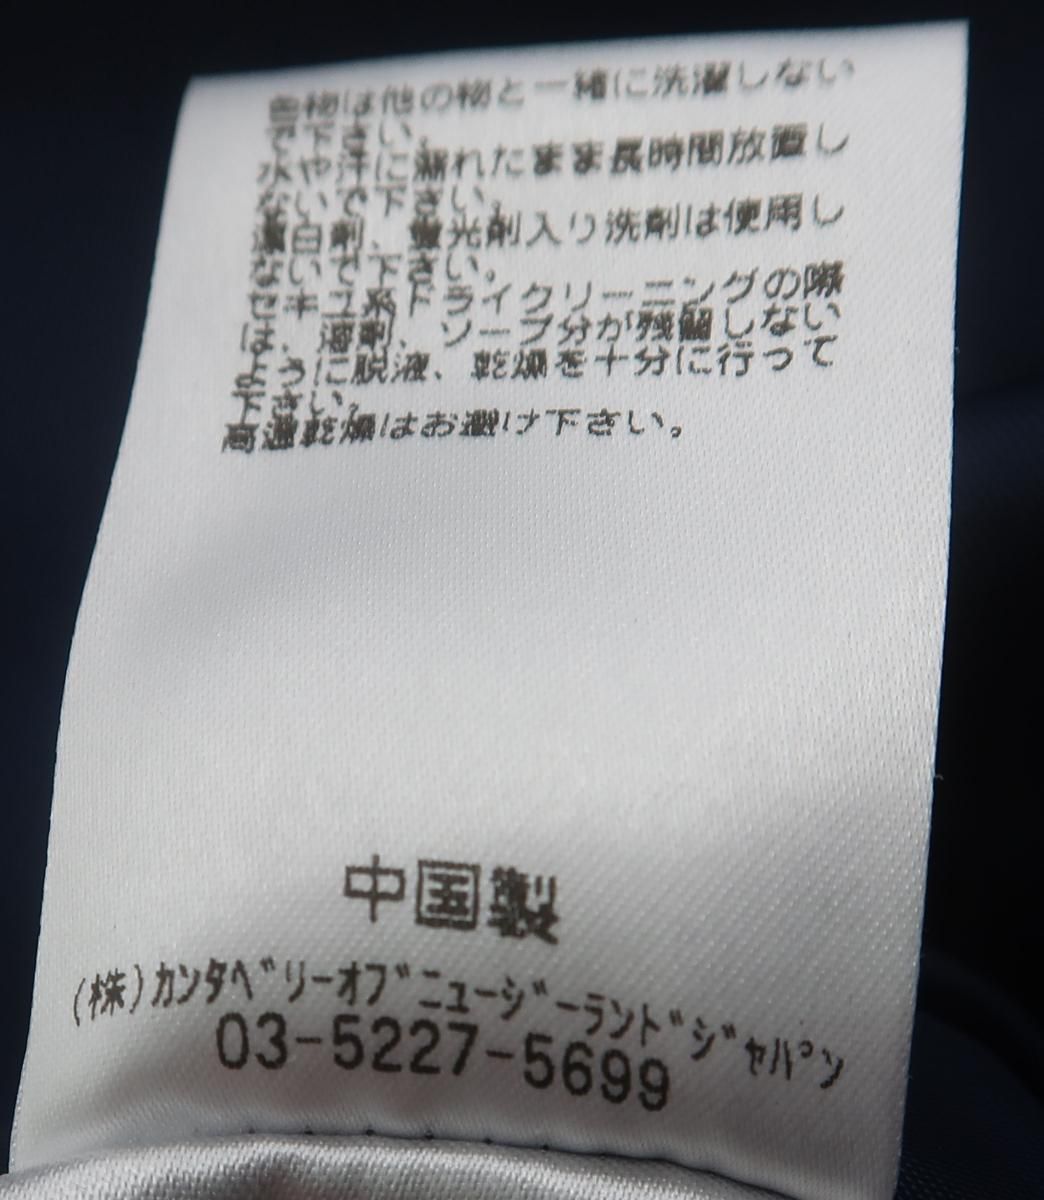 色物は他の物と一緒に洗濯しない
で下さい。
水や汗に濡れたまま長時間放置し
ないで下さい。
漂白剤、蛍光剤入り洗剤は使用し
ないで下さい。
セキユ系ドライクリーニングの際
は、溶剤、ソープ分が残留しない
ように脱液、乾燥を十分に行って
下さい。
高温乾燥はお避け下さい。
中国製
(株)カンタベリーオブニュージーランドジャパン
03-5227-5699